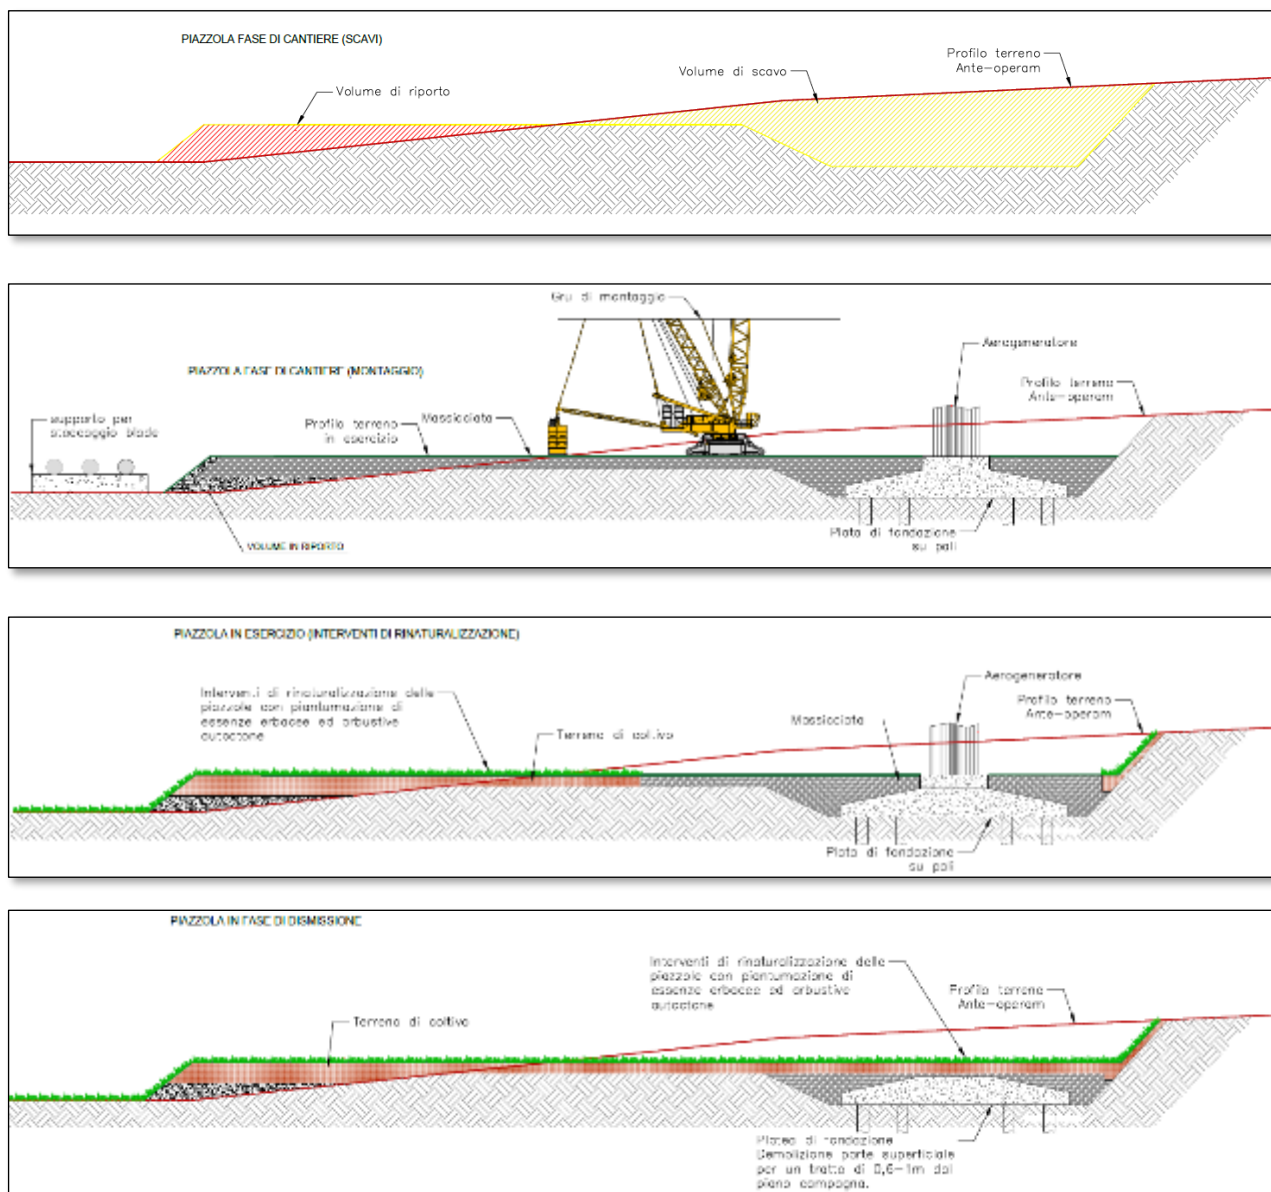 PIAZZOLA FASE DI CANTIERE (SCAVI)
Profilo terreno
Ante-operam
Volume di scavo
Volume di riporto
Gru di montaggio
Aerogeneratore
PIAZZOLA FASE DI CANTIERE (MONTAGGIO)
Profilo terreno
Ante-operam
supporto per
stoccaggio blade
Profilo terreno
in esercizio
Massicciata
Plata di fondazione
su pali
VOLUME IN RIPORTO
PIAZZOLA IN ESERCIZIO (INTERVENTI DI RINATURALIZZAZIONE)
Interventi di rinaturalizzazione delle
piazzole con piantumazione di
essenze erbacee ed arbustive
autoctone
Aerogeneratore
Profilo terreno
Ante-operam
Massicciata
Terreno di coltivo
Plata di fondazione
su pali
PIAZZOLA IN FASE DI DISMISSIONE
Interventi di rinaturalizzazione delle
piazzole con piantumazione di
essenze erbacee ed arbustive
autoctone
Profilo terreno
Ante-operam
Terreno di coltivo
Platea di fondazione
Demolizione parte superficiale
per un tratto di 0,6-1m dal
piano campagna.